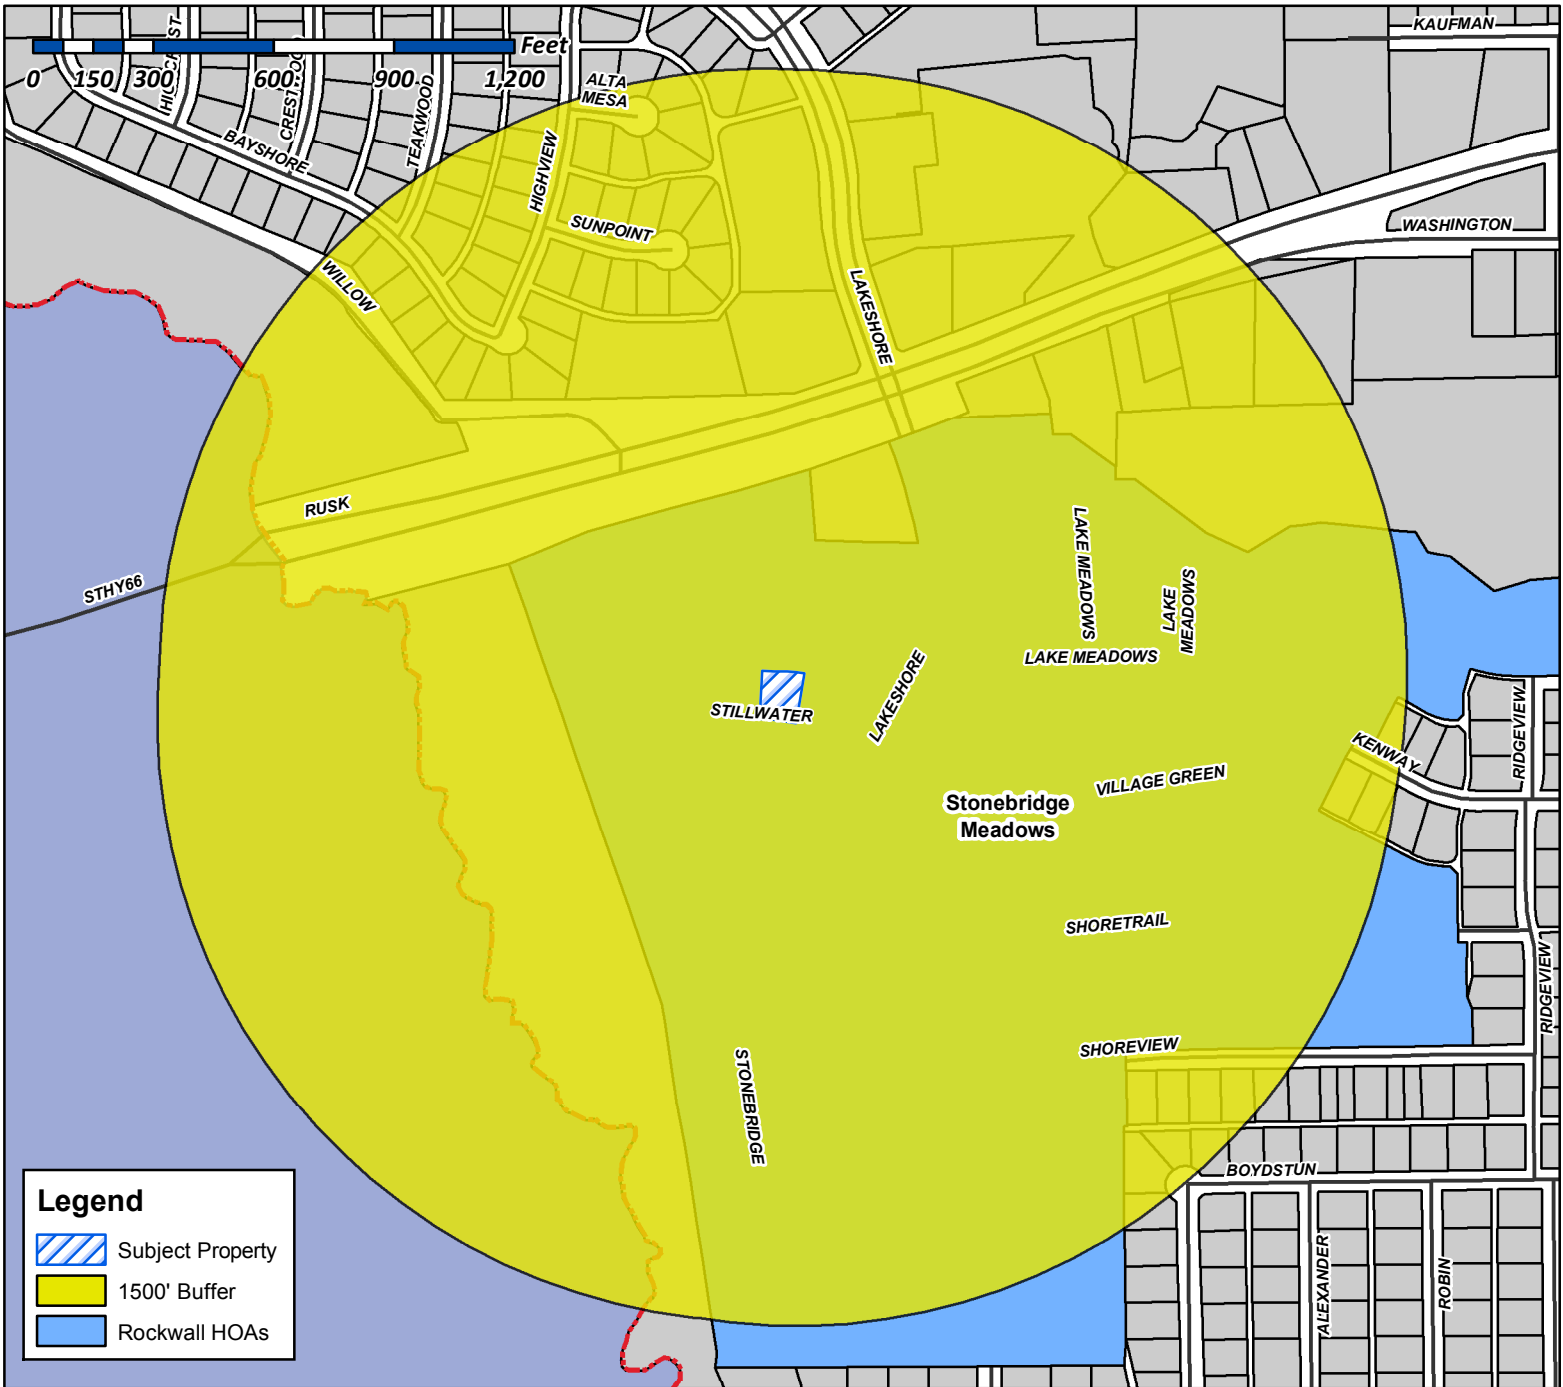 KAUFMAN
Feet
0 150 300 600 900 1,200
HIGHCREST
CRESTWOOD
TEAKWOOD
BAYSHORE
ALTA
MESA
HIGHVIEW
SUNPOINT
WILLOW
LAKESHORE
WASHINGTON
RUSK
STHY66
LAKE MEADOWS
LAKE
MEADOWS
LAKE MEADOWS
LAKESHORE
STILLWATER
KENWAY
RIDGEVIEW
VILLAGE GREEN
Stonebridge
Meadows
SHORETRAIL
RIDGEVIEW
SHOREVIEW
STONEBRIDGE
BOYDSTUN
ALEXANDER
ROBIN
Legend
Subject Property
1500' Buffer
Rockwall HOAs